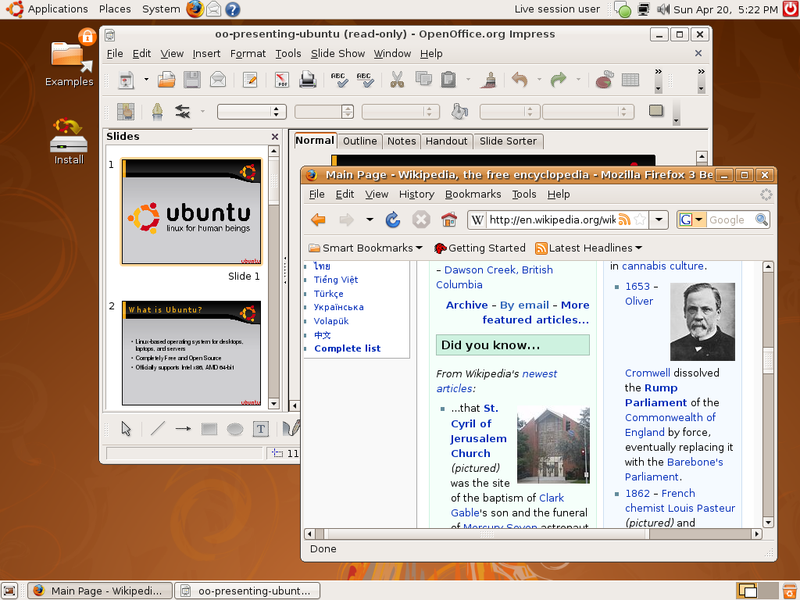 Applications Places System Live session user Sun Apr 20, 5:22 PM
Examples
Install
oo-presenting-ubuntu (read-only) - OpenOffice.org Impress
File Edit View Insert Format Tools Slide Show Window Help
Slides
Normal Outline Notes Handout Slide Sorter
1
ubuntu
linux for human beings
ubuntu
Slide 1
2
What is Ubuntu?
Linux-based operating system for desktops,
laptops, and servers
Completely Free and Open Source
Officially supports Intel x86, AMD 64-bit
ubuntu
11
Main Page - Wikipedia, the free encyclopedia - Mozilla Firefox 3 Be
File Edit View History Bookmarks Tools Help
http://en.wikipedia.org/wik
Google
Smart Bookmarks Getting Started Latest Headlines
ไทย
Tiếng Việt
Türkçe
Українська
Volapük
中文
Complete list
– Dawson Creek, British
Columbia
Archive – By email – More
featured articles...
Did you know...
From Wikipedia's newest
articles:
...that St.
Cyril of
Jerusalem
Church
(pictured)
was the site
of the baptism of Clark
Gable's son and the funeral
of Mercury Seven astronaut
in cannabis culture.
1653 –
Oliver
Cromwell dissolved
the Rump
Parliament of the
Commonwealth of
England by force,
eventually replacing it
with the Barebone's
Parliament.
1862 – French
chemist Louis Pasteur
(pictured) and
Done
Main Page - Wikipedi... oo-presenting-ubunt...